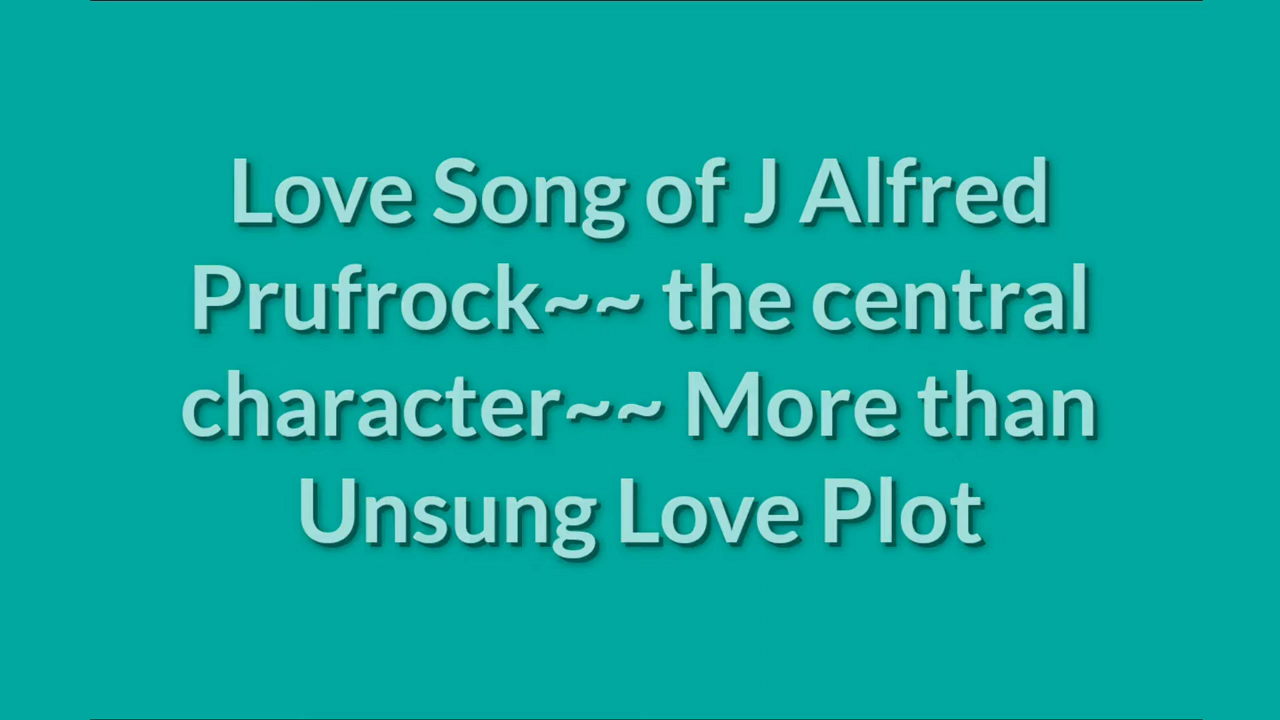 Love Song of J Alfred
Prufrock~~ the central
character~~ More than
Unsung Love Plot